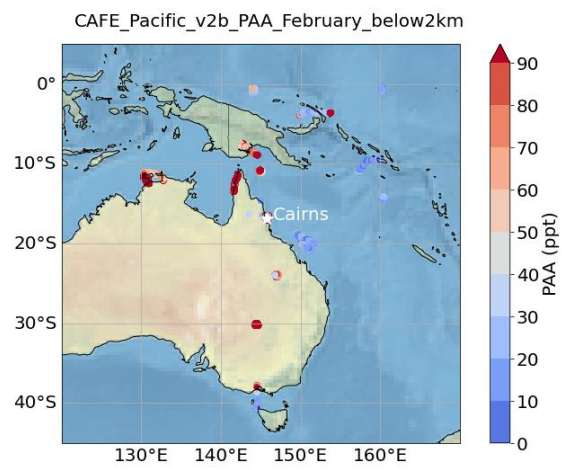 CAFE_Pacific_v2b_PAA_February_below2km
0°
10°S
20°S
30°S
40°S
130°E
140°E
150°E
160°E
Cairns
90
80
70
60
50
40
30
20
10
0
PAA (ppt)